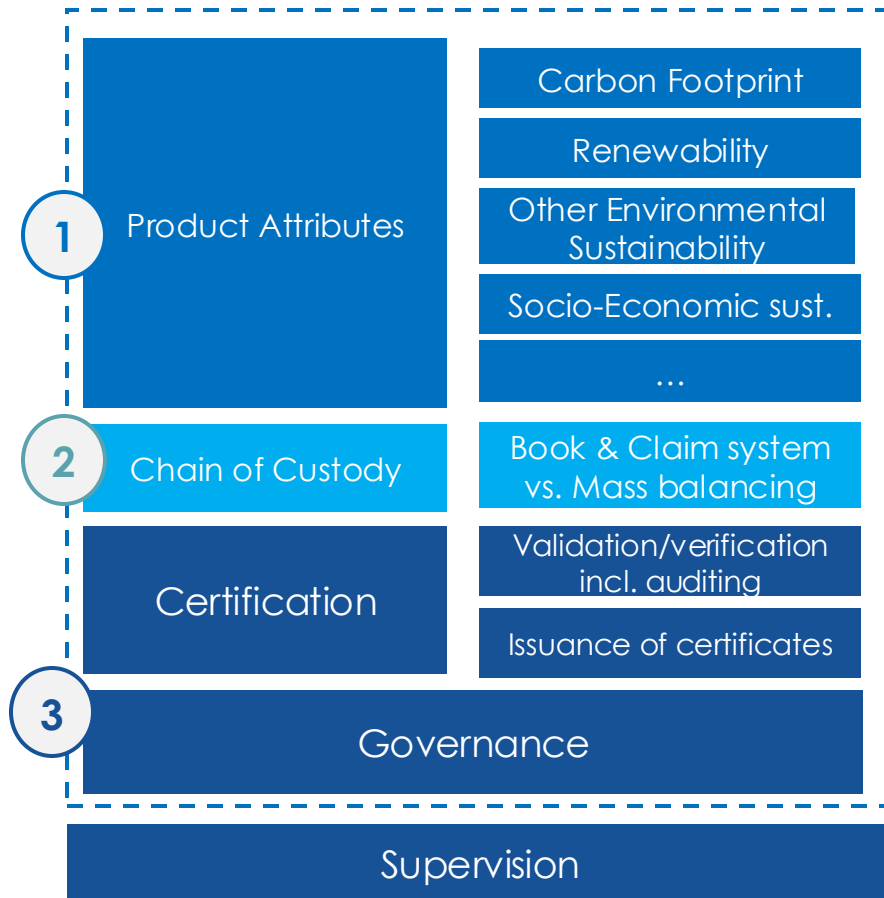 1
Product Attributes
Carbon Footprint
Renewability
Other Environmental
Sustainability
Socio-Economic sust.
...
2
Chain of Custody
Book & Claim system
vs. Mass balancing
Certification
Validation/verification
incl. auditing
Issuance of certificates
3
Governance
Supervision